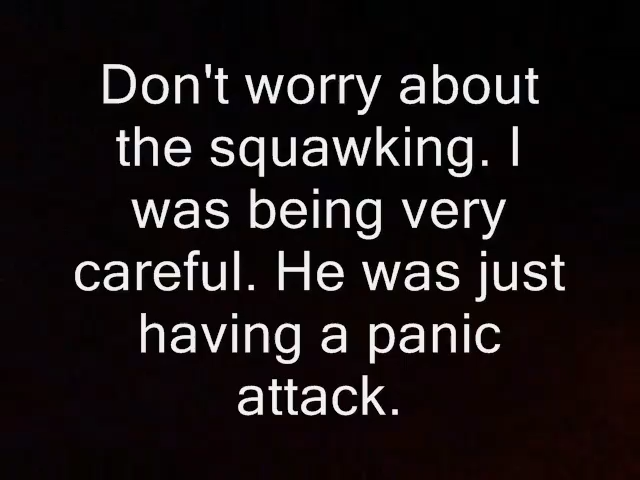 Don't worry about
the squawking. I
was being very
careful. He was just
having a panic
attack.